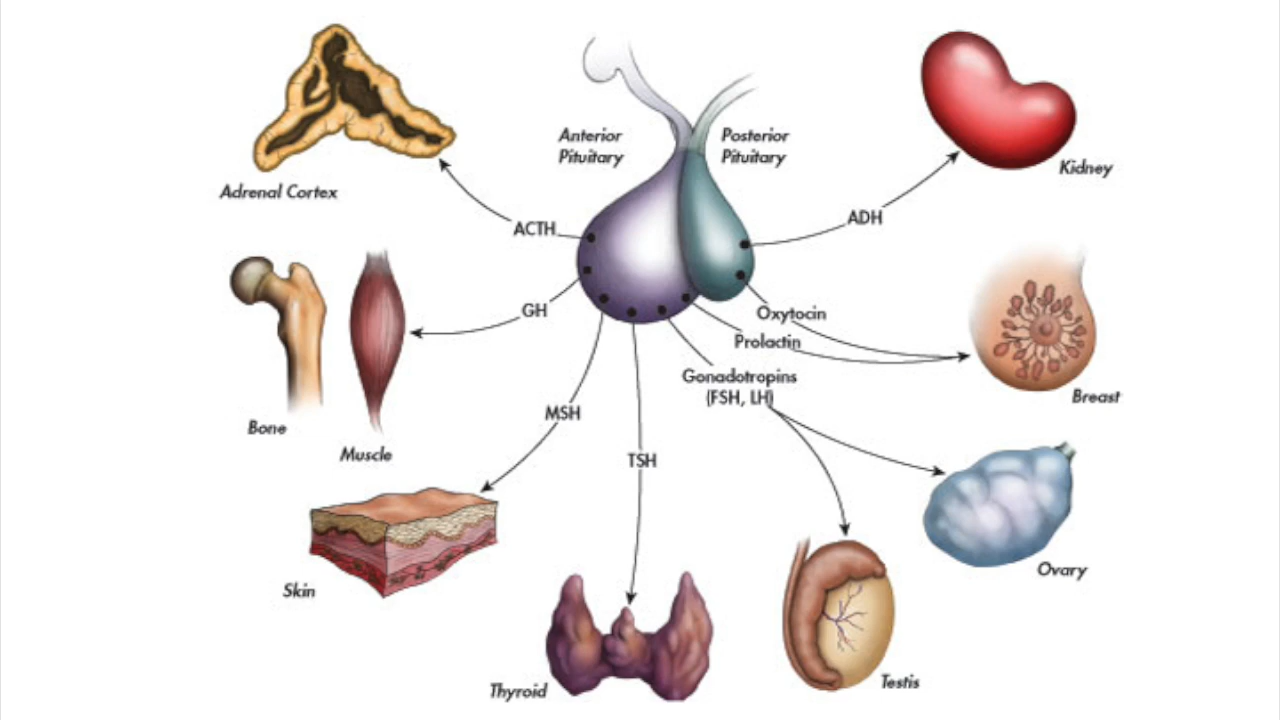 Anterior
Pituitary
Posterior
Pituitary
Kidney
Adrenal Cortex
ACTH
ADH
GH
Oxytocin
Prolactin
Gonadotropins
(FSH, LH)
Breast
MSH
Bone
Muscle
TSH
Skin
Ovary
Thyroid
Testis